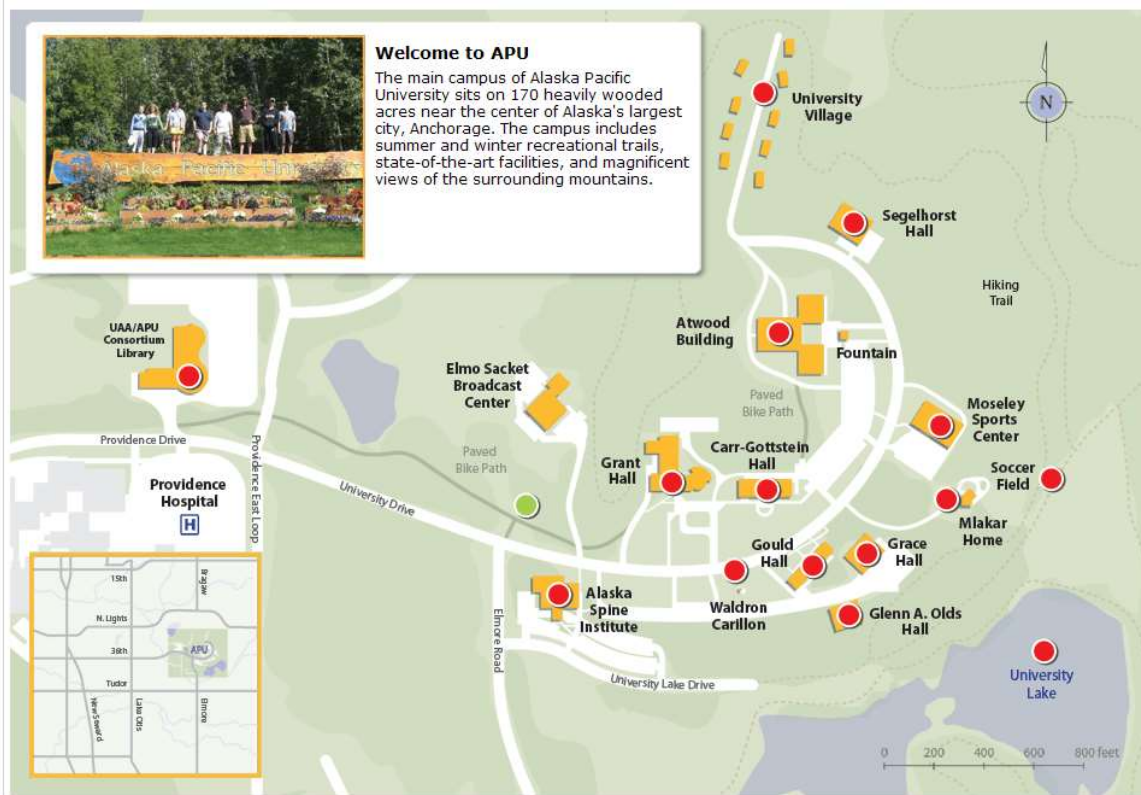 Welcome to APU
The main campus of Alaska Pacific
University sits on 170 heavily wooded
acres near the center of Alaska's largest
city, Anchorage. The campus includes
summer and winter recreational trails,
state-of-the-art facilities, and magnificent
views of the surrounding mountains.
Alaska Pacific
University
Village
N
Segelhorst
Hall
Hiking
Trail
UAA/APU
Consortium
Library
Atwood
Building
Fountain
Elmo Sacket
Broadcast
Center
Paved
Bike Path
Moseley
Sports
Center
Providence Drive
Providence East Loop
Paved
Bike Path
Grant
Hall
Carr-Gottstein
Hall
Soccer
Field
Providence
Hospital
H
University Drive
Mlakar
Home
Gould
Hall
Grace
Hall
Alaska
Spine
Institute
Waldron
Carillon
Glenn A. Olds
Hall
Elmore Road
University Lake Drive
University
Lake
15th
N. Lights
36th
Tudor
New Seward
Lake Otis
Elmore
APU
0 200 400 600 800 feet